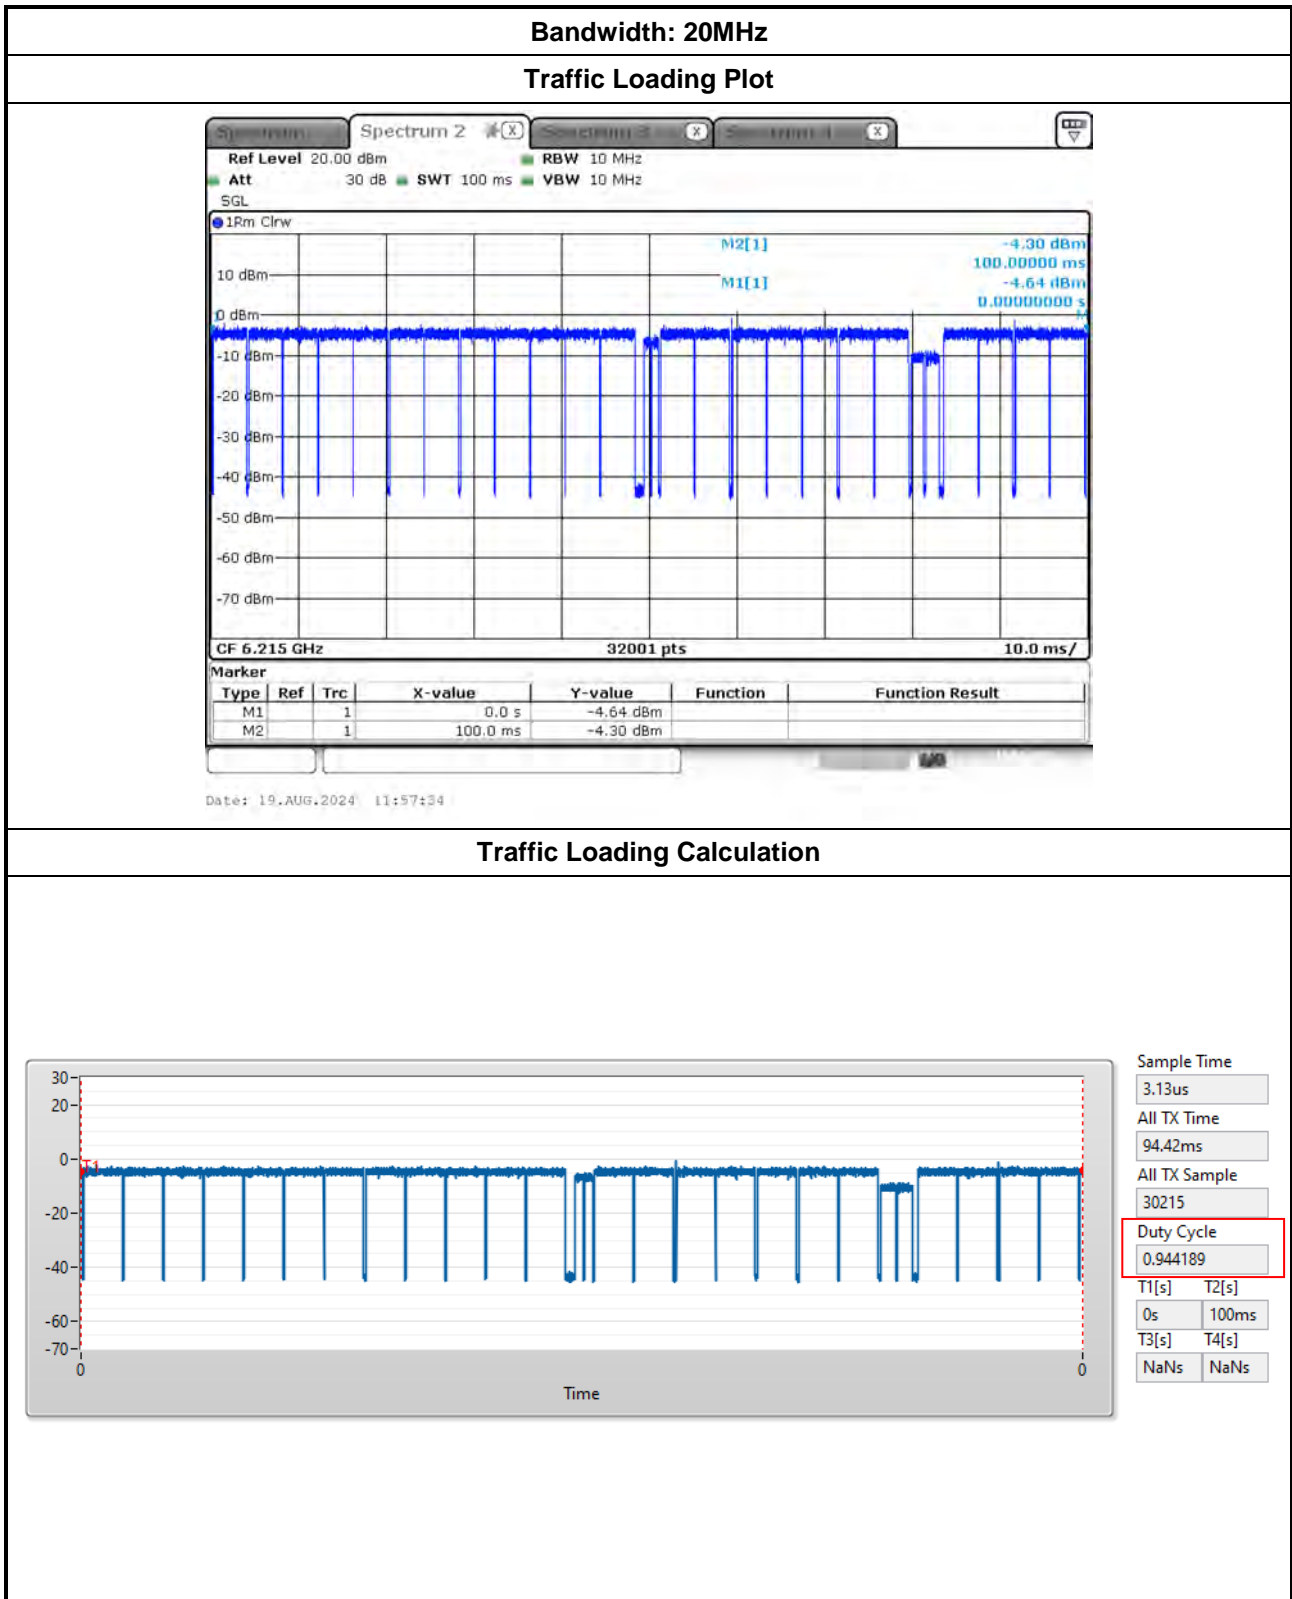 Bandwidth: 20MHz
Traffic Loading Plot
Spectrum 2
Ref Level 20.00 dBm RBW 10 MHz
Att 30 dB SWT 100 ms VBW 10 MHz
SGL
1Rm Clrw
M2[1] -4.30 dBm
100.00000 ms
10 dBm
M1[1] -4.64 dBm
0.00000000 s
0 dBm
-10 dBm
-20 dBm
-30 dBm
-40 dBm
-50 dBm
-60 dBm
-70 dBm
CF 6.215 GHz 32001 pts 10.0 ms/
Marker
Type Ref Trc X-value Y-value Function Function Result
M1 1 0.0 s -4.64 dBm
M2 1 100.0 ms -4.30 dBm
Date: 19.AUG.2024 11:57:34
Traffic Loading Calculation
30
20
0
-20
-40
-60
-70
0 0
Time
Sample Time
3.13us
All TX Time
94.42ms
All TX Sample
30215
Duty Cycle
0.944189
T1[s] T2[s]
0s 100ms
T3[s] T4[s]
NaNs NaNs